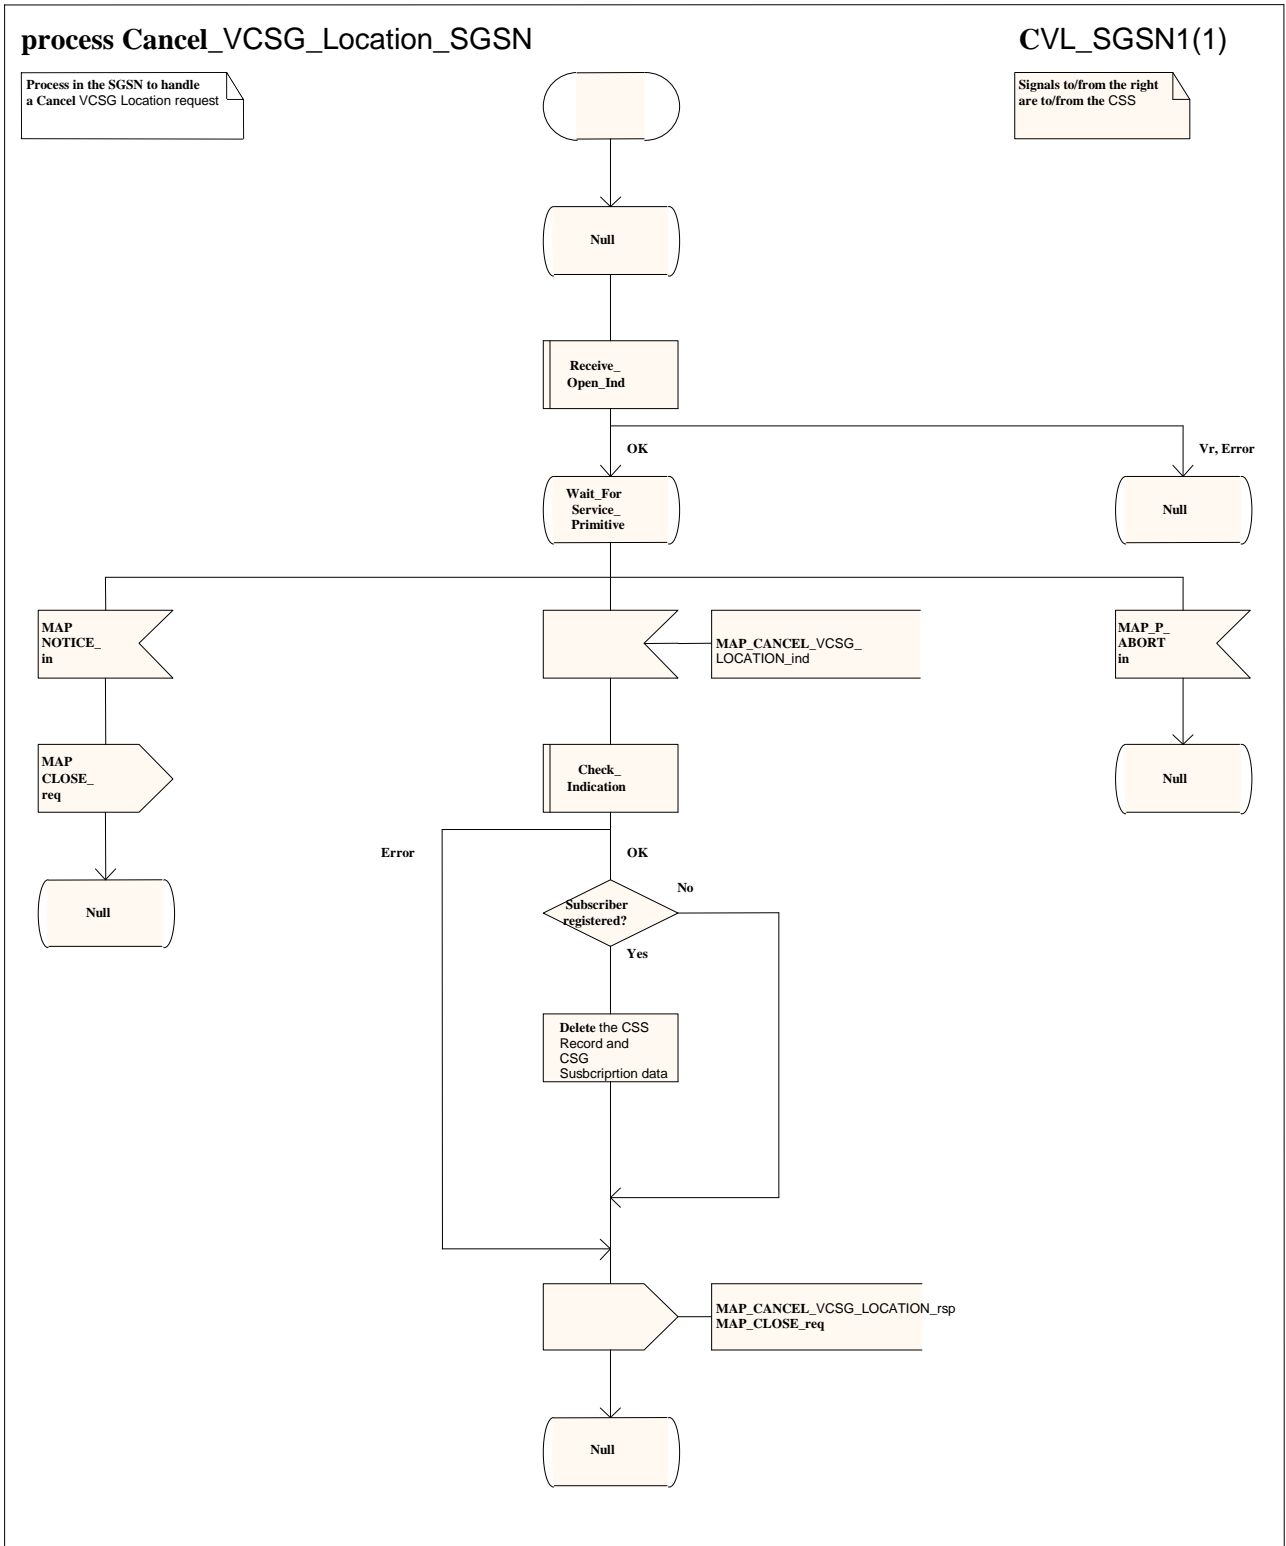 process Cancel_VCSG_Location_SGSN
CVL_SGSN1(1)
Process in the SGSN to handle
a Cancel VCSG Location request
Signals to/from the right
are to/from the CSS
Null
Receive_
Open_Ind
OK
Vr, Error
Wait_For
Service_
Primitive
Null
MAP
NOTICE_
in
MAP_CANCEL_VCSG_
LOCATION_ind
MAP_P_
ABORT
in
MAP
CLOSE_
req
Check_
Indication
Null
Error
OK
No
Subscriber
registered?
Null
Yes
Delete the CSS
Record and
CSG
Susbcriprtion data
MAP_CANCEL_VCSG_LOCATION_rsp
MAP_CLOSE_req
Null